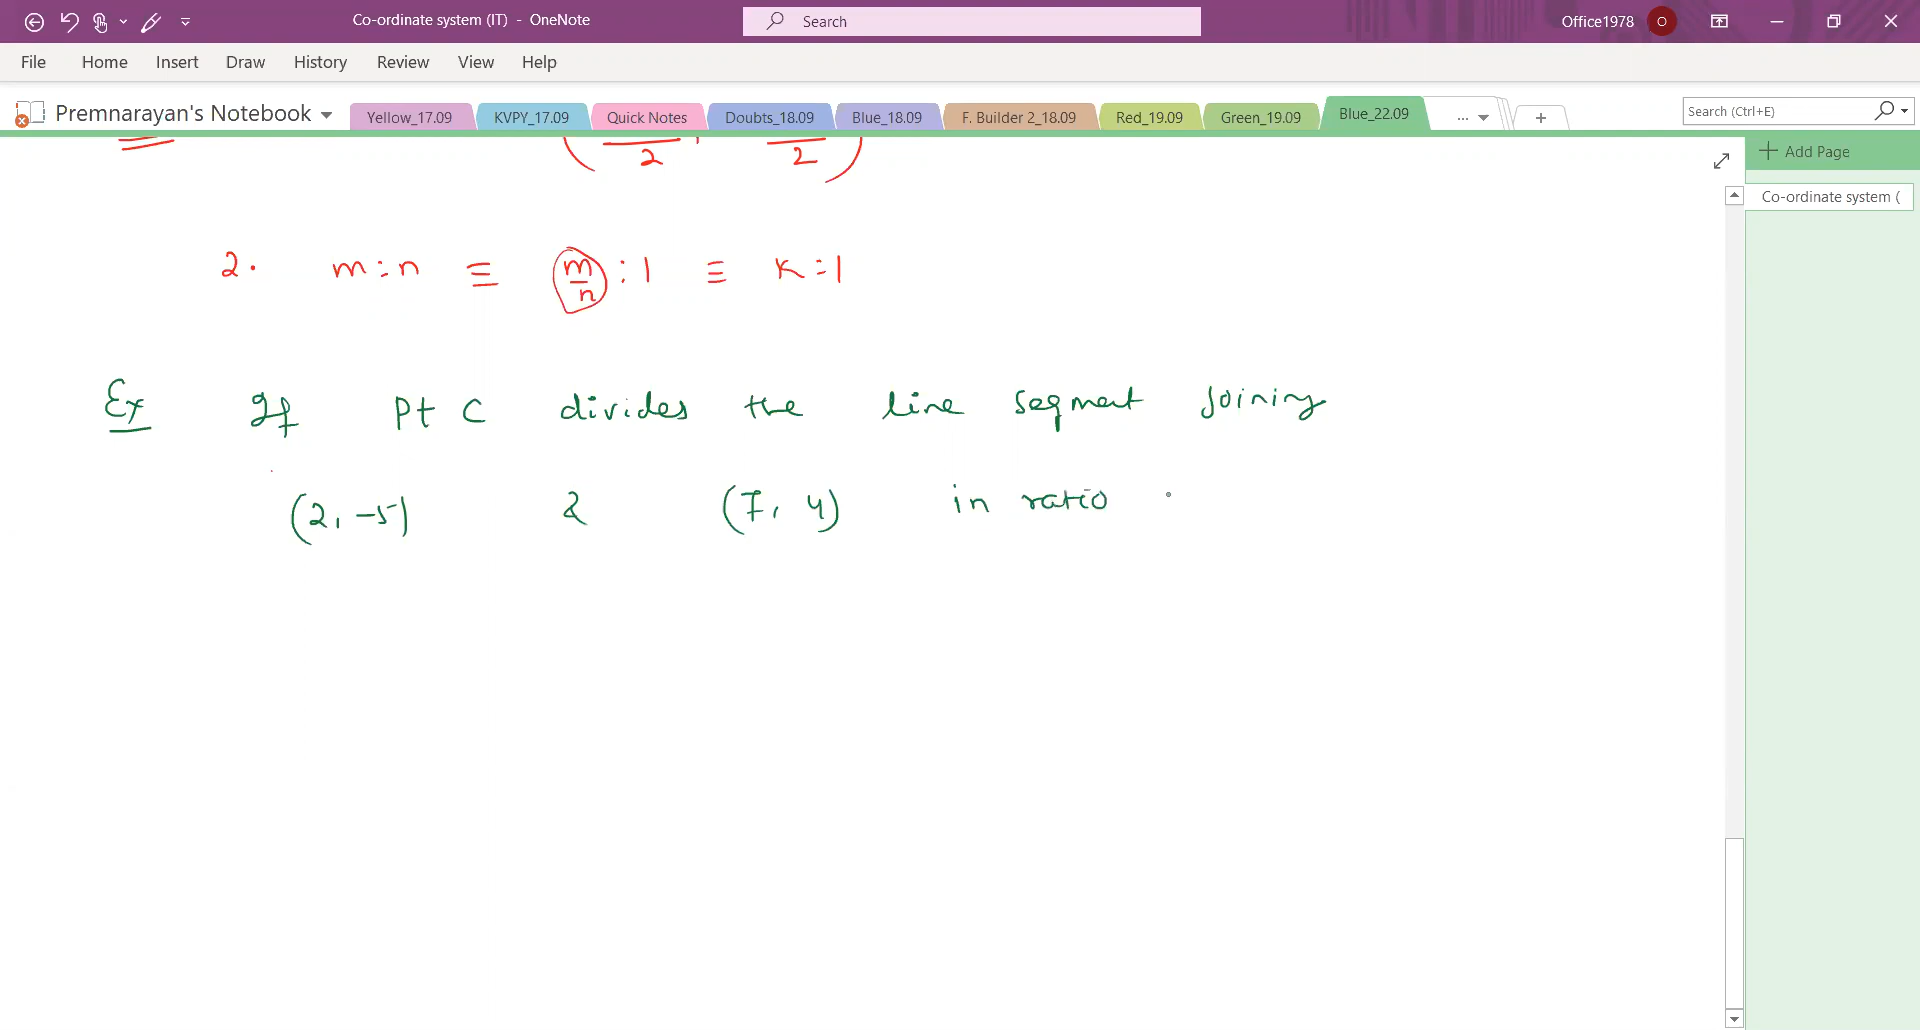 Co-ordinate system (IT) - OneNote
Search
Office1978
O
File Home Insert Draw History Review View Help
Premnarayan's Notebook
Yellow_17.09 KVPY_17.09 Quick Notes Doubts_18.09 Blue_18.09 F. Builder 2_18.09 Red_19.09 Green_19.09 Blue_22.09 ...
Search (Ctrl+E)
Add Page
Co-ordinate system (
2 , 2 )
2. m:n ≡ m/n : 1 ≡ K:1
Ex If pt C divides the line segment joining
(2, -5) & (7, 4) in ratio